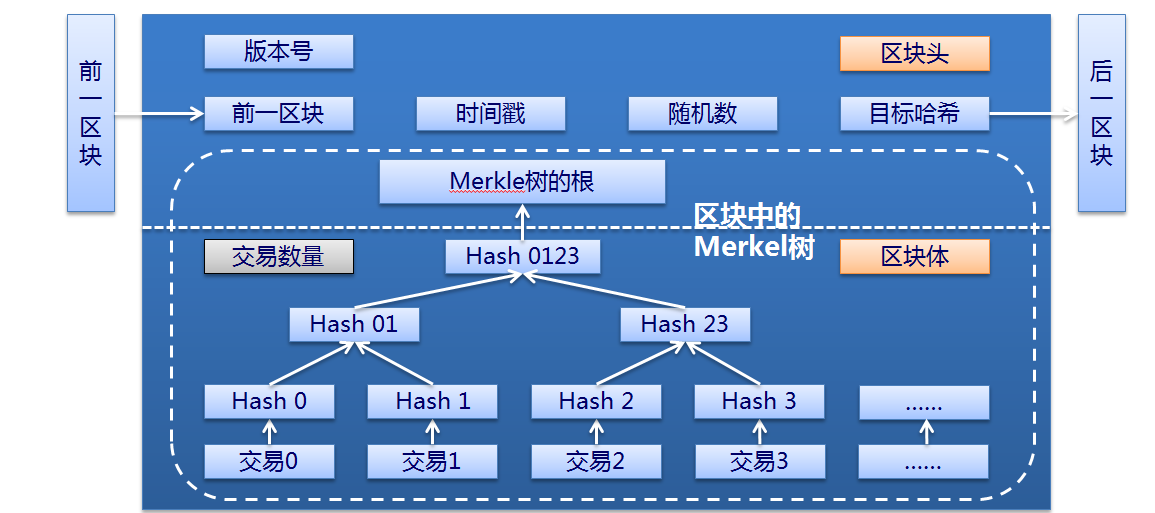 前一区块
版本号
区块头
后一区块
前一区块
时间戳
随机数
目标哈希
Merkle树的根
区块中的
Merkel树
交易数量
Hash 0123
区块体
Hash 01
Hash 23
Hash 0
Hash 1
Hash 2
Hash 3
......
交易0
交易1
交易2
交易3
......